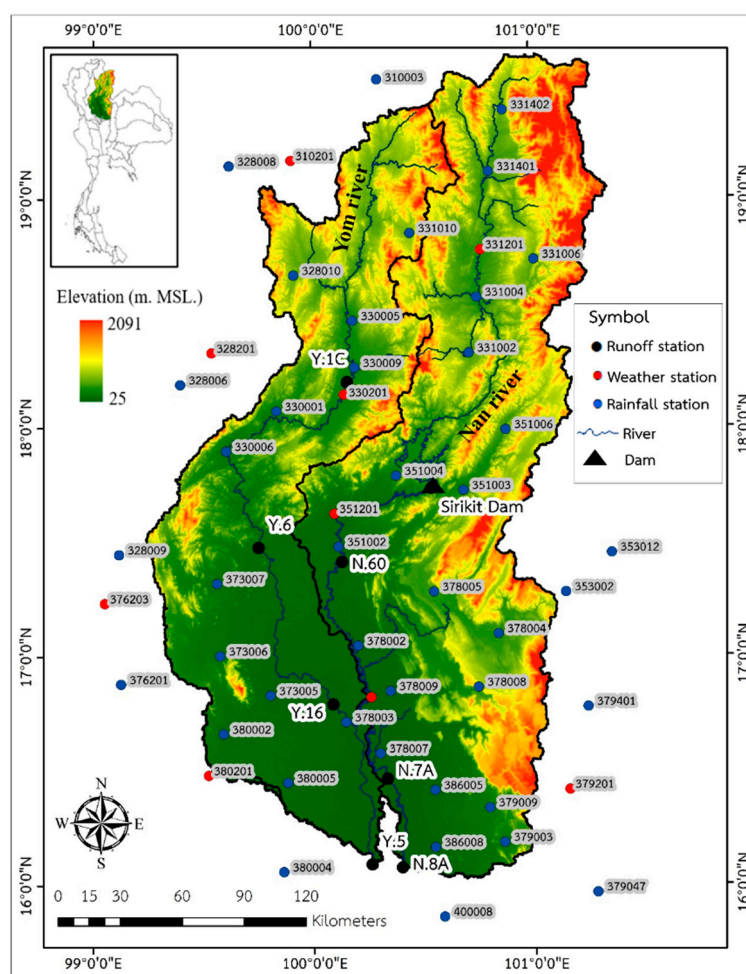 99°0'0"E 100°0'0"E 101°0'0"E
310003
331402
328008
310201
331401
19°0'0"N
19°0'0"N
Yom river
331010
331201
331006
328010
331004
Elevation (m. MSL.)
2091
25
330005
Symbol
Runoff station
Weather station
Rainfall station
River
Dam
328201
Y.1C
330009
331002
328006
330201
330001
Nan river
18°0'0"N
18°0'0"N
351006
330006
351004
351003
Sirikit Dam
351201
Y.6
351002
328009
N.60
353012
373007
378005
353002
376203
378004
17°0'0"N
17°0'0"N
378002
373006
376201
378009
378008
373005
Y.16
378003
379401
380002
378007
380201
N.7A
380005
386005
379201
379009
N
W E
S
Y.5
386008
379003
N.8A
380004
16°0'0"N
16°0'0"N
379047
0 15 30 60 90 120
Kilometers
400008
99°0'0"E 100°0'0"E 101°0'0"E